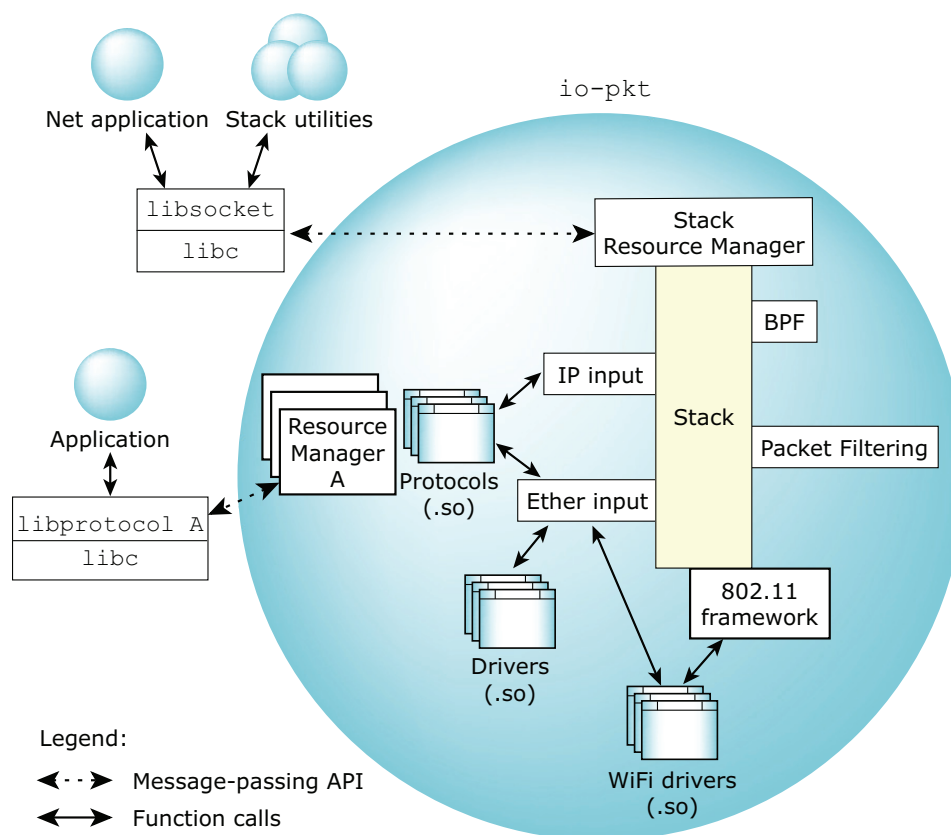 io-pkt
Net application
Stack utilities
libsocket
libc
Stack
Resource Manager
BPF
IP input
Stack
Application
Resource
Manager
A
Protocols
(.so)
Packet Filtering
Ether input
libprotocol A
libc
802.11
framework
Drivers
(.so)
WiFi drivers
(.so)
Legend:
Message-passing API
Function calls